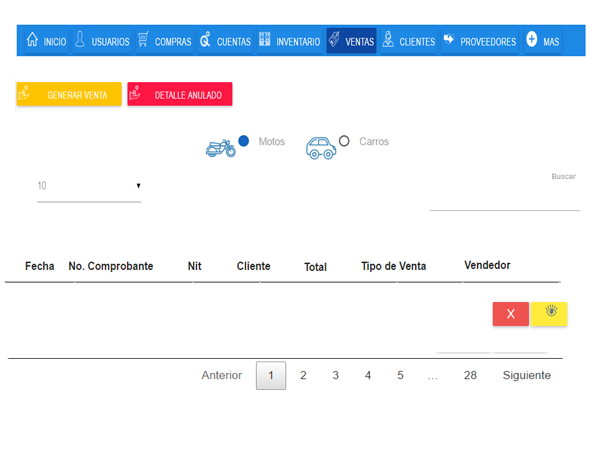 INICIO USUARIOS COMPRAS CUENTAS INVENTARIO VENTAS CLIENTES PROVEEDORES MAS
GENERAR VENTA DETALLE ANULADO
Motos Carros
Buscar
10
Fecha No. Comprobante Nit Cliente Total Tipo de Venta Vendedor
X
Anterior 1 2 3 4 5 ... 28 Siguiente